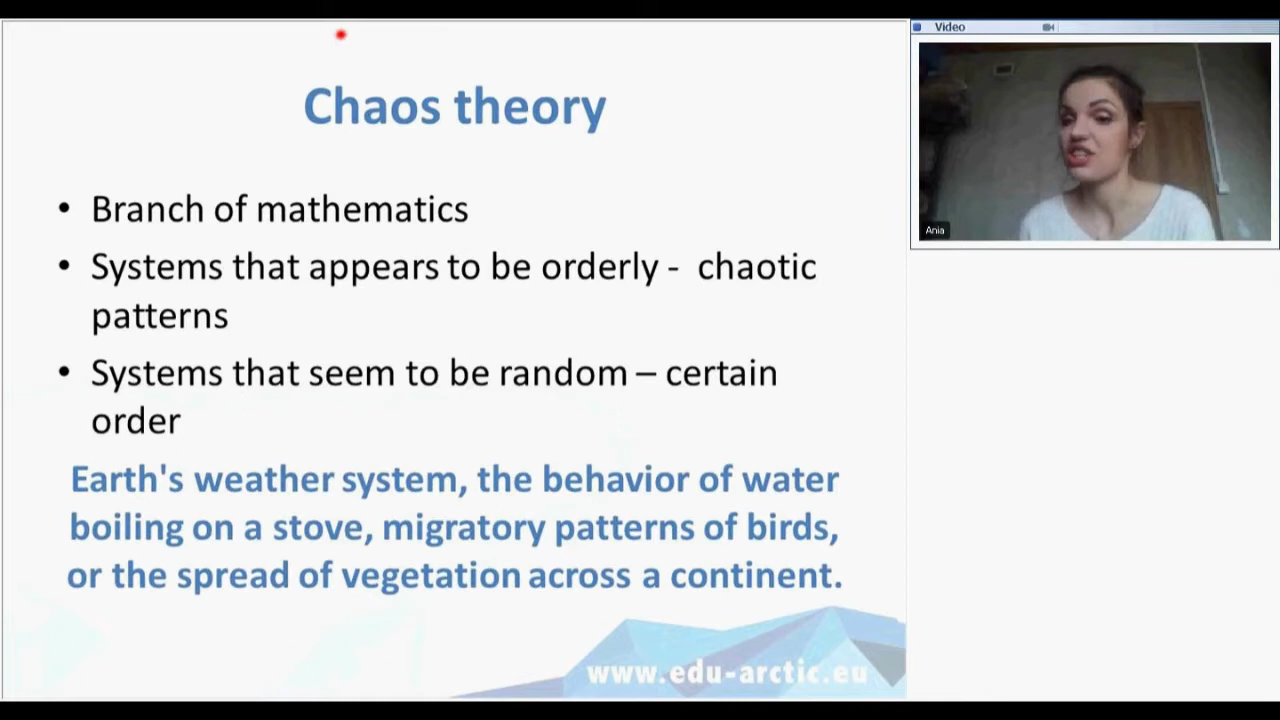 Chaos theory
• Branch of mathematics
• Systems that appears to be orderly - chaotic
patterns
• Systems that seem to be random – certain
order
Earth's weather system, the behavior of water
boiling on a stove, migratory patterns of birds,
or the spread of vegetation across a continent.
www.edu-arctic.eu
Video
Ania